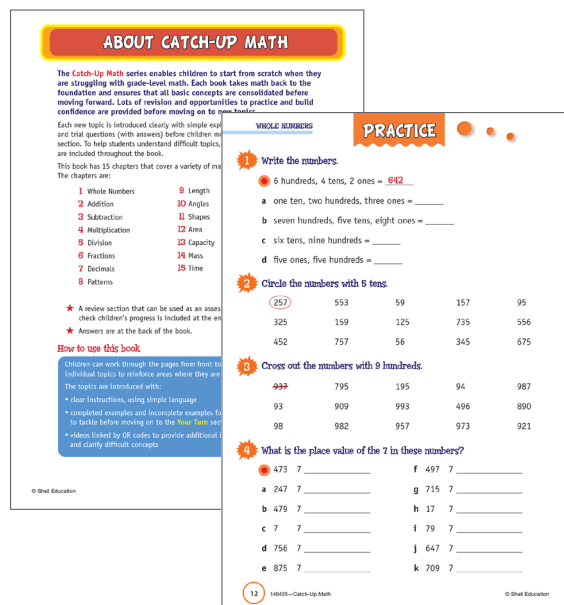 ABOUT CATCH-UP MATH
The Catch-Up Math series enables children to start from scratch when they
are struggling with grade-level math. Each book takes math back to the
foundation and ensures that all basic concepts are consolidated before
moving forward. Lots of revision and opportunities to practice and build
confidence are provided before moving on to new topics.
Each new topic is introduced clearly with simple
and trial questions (with answers) before children
section. To help students understand difficult topics,
are included throughout the book.
This book has 15 chapters that cover a variety of
The chapters are:
1 Whole Numbers
2 Addition
3 Subtraction
4 Multiplication
5 Division
6 Fractions
7 Decimals
8 Patterns
9 Length
10 Angles
11 Shapes
12 Area
13 Capacity
14 Mass
15 Time
★ A review section that can be used as an
check children's progress is included at the
★ Answers are at the back of the book.
How to use this book
Children can work through the pages from front to
individual topics to reinforce areas where they are
The topics are introduced with:
• clear instructions, using simple language
• completed examples and incomplete examples
to tackle before moving on to the Your Turn
• videos linked by QR codes to provide additional
and clarify difficult concepts
© Shell Education
WHOLE NUMBERS
PRACTICE
1 Write the numbers.
6 hundreds, 4 tens, 2 ones = 642
a one ten, two hundreds, three ones = ______
b seven hundreds, five tens, eight ones = ______
c six tens, nine hundreds = ______
d five ones, five hundreds = ______
2 Circle the numbers with 5 tens.
257 553 59 157 95
325 159 125 735 556
452 757 56 345 675
3 Cross out the numbers with 9 hundreds.
937 795 195 94 987
93 909 993 496 890
98 982 957 973 921
4 What is the place value of the 7 in these numbers?
473 7 ______
a 247 7 ______
b 479 7 ______
c 7 7 ______
d 756 7 ______
e 875 7 ______
f 497 7 ______
g 715 7 ______
h 17 7 ______
i 79 7 ______
j 647 7 ______
k 709 7 ______
12
146435—Catch-Up Math
© Shell Education